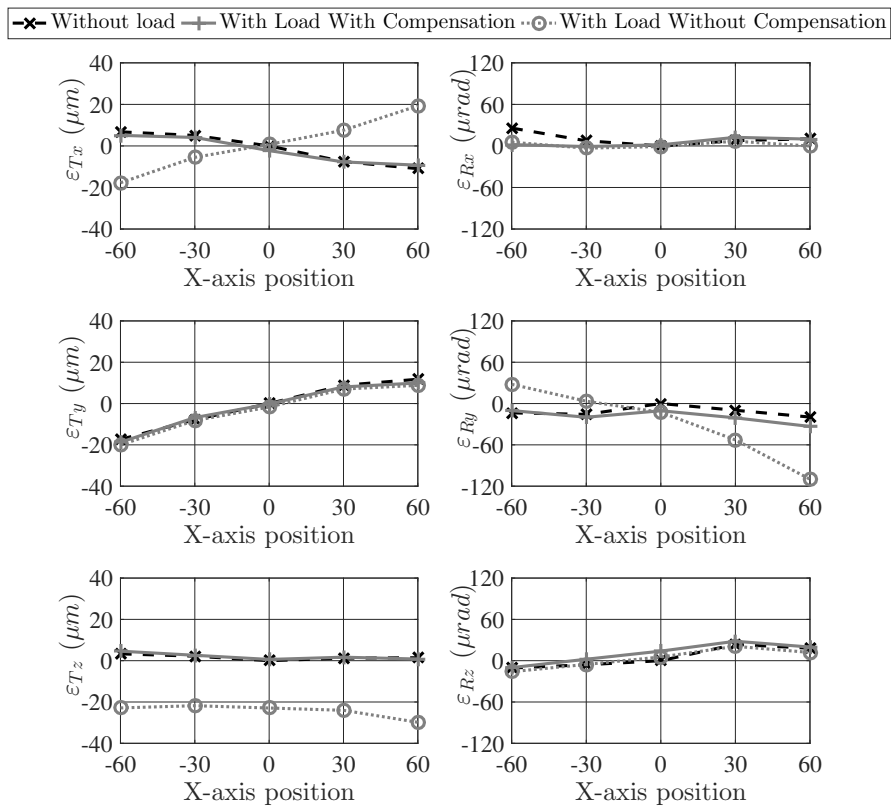 Without load With Load With Compensation With Load Without Compensation
εTx (μm)
40
20
0
-20
-40
-60 -30 0 30 60
X-axis position
εRx (μrad)
120
60
0
-60
-120
-60 -30 0 30 60
X-axis position
εTy (μm)
40
20
0
-20
-40
-60 -30 0 30 60
X-axis position
εRy (μrad)
120
60
0
-60
-120
-60 -30 0 30 60
X-axis position
εTz (μm)
40
20
0
-20
-40
-60 -30 0 30 60
X-axis position
εRz (μrad)
120
60
0
-60
-120
-60 -30 0 30 60
X-axis position